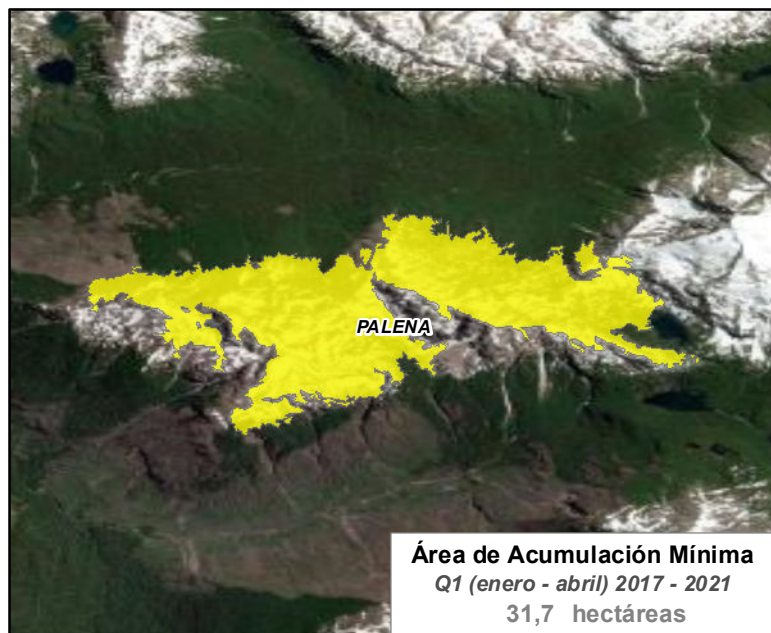 PALENA
Área de Acumulación Mínima
Q1 (enero - abril) 2017 - 2021
31,7 hectáreas